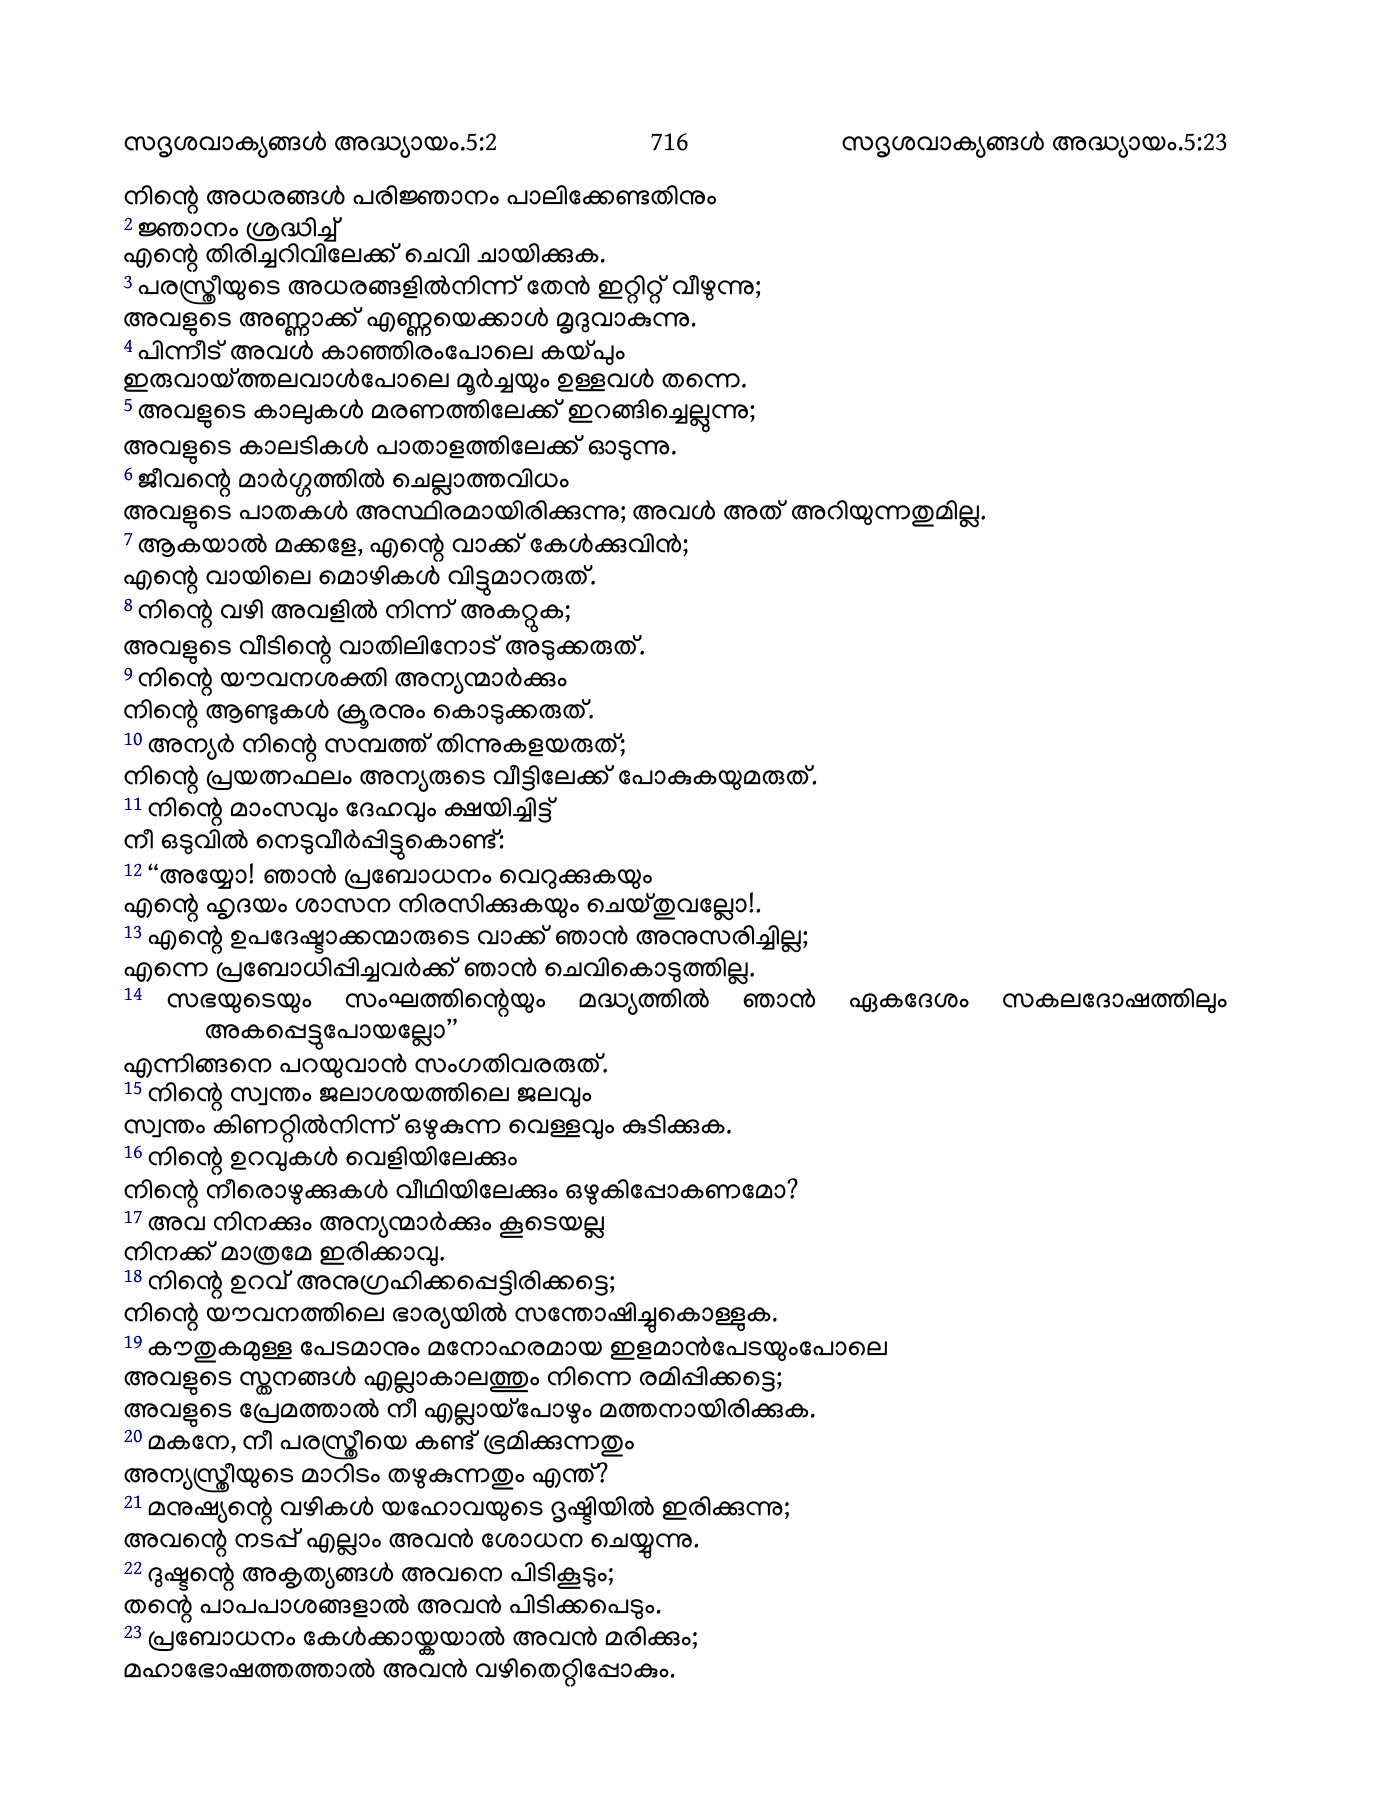 സദൃശവാക്യങ്ങൾ അദ്ധ്യായം.5:2 716 സദൃശവാക്യങ്ങൾ അദ്ധ്യായം.5:23
നിന്റെ അധരങ്ങൾ പരിജ്ഞാനം പാലിക്കേണ്ടതിനും
2 ജ്ഞാനം ശ്രദ്ധിച്ച്
എന്റെ തിരിച്ചറിവിലേക്ക് ചെവി ചായിക്കുക.
3 പരസ്ത്രീയുടെ അധരങ്ങളിൽനിന്ന് തേൻ ഇറ്റിറ്റ് വീഴുന്നു;
അവളുടെ അണ്ണാക്ക് എണ്ണയെക്കാൾ മൃദുവാകുന്നു.
4 പിന്നീട് അവൾ കാഞ്ഞിരംപോലെ കയ്പും
ഇരുവായ്ത്തലവാൾപോലെ മൂർച്ചയും ഉള്ളവൾ തന്നെ.
5 അവളുടെ കാലുകൾ മരണത്തിലേക്ക് ഇറങ്ങിച്ചെല്ലുന്നു;
അവളുടെ കാലടികൾ പാതാളത്തിലേക്ക് ഓടുന്നു.
6 ജീവന്റെ മാർഗ്ഗത്തിൽ ചെല്ലാത്തവിധം
അവളുടെ പാതകൾ അസ്ഥിരമായിരിക്കുന്നു; അവൾ അത് അറിയുന്നതുമില്ല.
7 ആകയാൽ മക്കളേ, എന്റെ വാക്ക് കേൾക്കുവിൻ;
എന്റെ വായിലെ മൊഴികൾ വിട്ടുമാറരുത്.
8 നിന്റെ വഴി അവളിൽ നിന്ന് അകറ്റുക;
അവളുടെ വീടിന്റെ വാതിലിനോട് അടുക്കരുത്.
9 നിന്റെ യൗവനശക്തി അന്യന്മാർക്കും
നിന്റെ ആണ്ടുകൾ ക്രൂരനും കൊടുക്കരുത്.
10 അന്യർ നിന്റെ സമ്പത്ത് തിന്നുകളയരുത്;
നിന്റെ പ്രയത്നഫലം അന്യരുടെ വീട്ടിലേക്ക് പോകുകയുമരുത്.
11 നിന്റെ മാംസവും ദേഹവും ക്ഷയിച്ചിട്ട്
നീ ഒടുവിൽ നെടുവീർപ്പിട്ടുകൊണ്ട്:
12 “അയ്യോ! ഞാൻ പ്രബോധനം വെറുക്കുകയും
എന്റെ ഹൃദയം ശാസന നിരസിക്കുകയും ചെയ്തുവല്ലോ!.
13 എന്റെ ഉപദേഷ്ടാക്കന്മാരുടെ വാക്ക് ഞാൻ അനുസരിച്ചില്ല;
എന്നെ പ്രബോധിപ്പിച്ചവർക്ക് ഞാൻ ചെവികൊടുത്തില്ല.
14 സഭയുടെയും സംഘത്തിന്റെയും മദ്ധ്യത്തിൽ ഞാൻ ഏകദേശം സകലദോഷത്തിലും
അകപ്പെട്ടുപോയല്ലോ”
എന്നിങ്ങനെ പറയുവാൻ സംഗതിവരരുത്.
15 നിന്റെ സ്വന്തം ജലാശയത്തിലെ ജലവും
സ്വന്തം കിണറ്റിൽനിന്ന് ഒഴുകുന്ന വെള്ളവും കുടിക്കുക.
16 നിന്റെ ഉറവുകൾ വെളിയിലേക്കും
നിന്റെ നീരൊഴുക്കുകൾ വീഥിയിലേക്കും ഒഴുകിപ്പോകണമോ?
17 അവ നിനക്കും അന്യന്മാർക്കും കൂടെയല്ല
നിനക്ക് മാത്രമേ ഇരിക്കാവു.
18 നിന്റെ ഉറവ് അനുഗ്രഹിക്കപ്പെട്ടിരിക്കട്ടെ;
നിന്റെ യൗവനത്തിലെ ഭാര്യയിൽ സന്തോഷിച്ചുകൊള്ളുക.
19 കൗതുകമുള്ള പേടമാനും മനോഹരമായ ഇളമാൻപേടയുംപോലെ
അവളുടെ സ്തനങ്ങൾ എല്ലാകാലത്തും നിന്നെ രമിപ്പിക്കട്ടെ;
അവളുടെ പ്രേമത്താൽ നീ എല്ലായ്പോഴും മത്തനായിരിക്കുക.
20 മകനേ, നീ പരസ്ത്രീയെ കണ്ട് ഭ്രമിക്കുന്നതും
അന്യസ്ത്രീയുടെ മാറിടം തഴുകുന്നതും എന്ത്?
21 മനുഷ്യന്റെ വഴികൾ യഹോവയുടെ ദൃഷ്ടിയിൽ ഇരിക്കുന്നു;
അവന്റെ നടപ്പ് എല്ലാം അവൻ ശോധന ചെയ്യുന്നു.
22 ദുഷ്ടന്റെ അകൃത്യങ്ങൾ അവനെ പിടികൂടും;
തന്റെ പാപപാശങ്ങളാൽ അവൻ പിടിക്കപെടും.
23 പ്രബോധനം കേൾക്കായ്കയാൽ അവൻ മരിക്കും;
മഹാഭോഷത്തത്താൽ അവൻ വഴിതെറ്റിപ്പോകും.